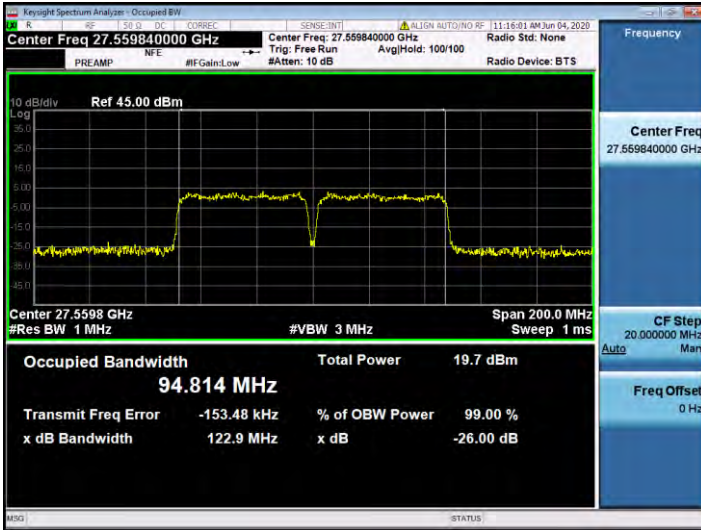 Keysight Spectrum Analyzer - Occupied BW
R RF 50 Ω DC CORREC SENSE:INT ALIGN AUTO/NO RF 11:16:01 AM Jun 04, 2020
Center Freq 27.559840000 GHz
Center Freq: 27.559840000 GHz Radio Std: None
NFE Trig: Free Run Avg|Hold: 100/100
PREAMP #IFGain:Low #Atten: 10 dB Radio Device: BTS
Frequency
10 dB/div Ref 45.00 dBm
Log
35.0
25.0
15.0
5.00
-5.00
-15.0
-25.0
-35.0
-45.0
Center Freq
27.559840000 GHz
Center 27.5598 GHz Span 200.0 MHz
#Res BW 1 MHz #VBW 3 MHz Sweep 1 ms
CF Step
20.000000 MHz
Auto Man
Occupied Bandwidth Total Power 19.7 dBm
94.814 MHz
Transmit Freq Error -153.48 kHz % of OBW Power 99.00 %
x dB Bandwidth 122.9 MHz x dB -26.00 dB
Freq Offset
0 Hz
MSG STATUS